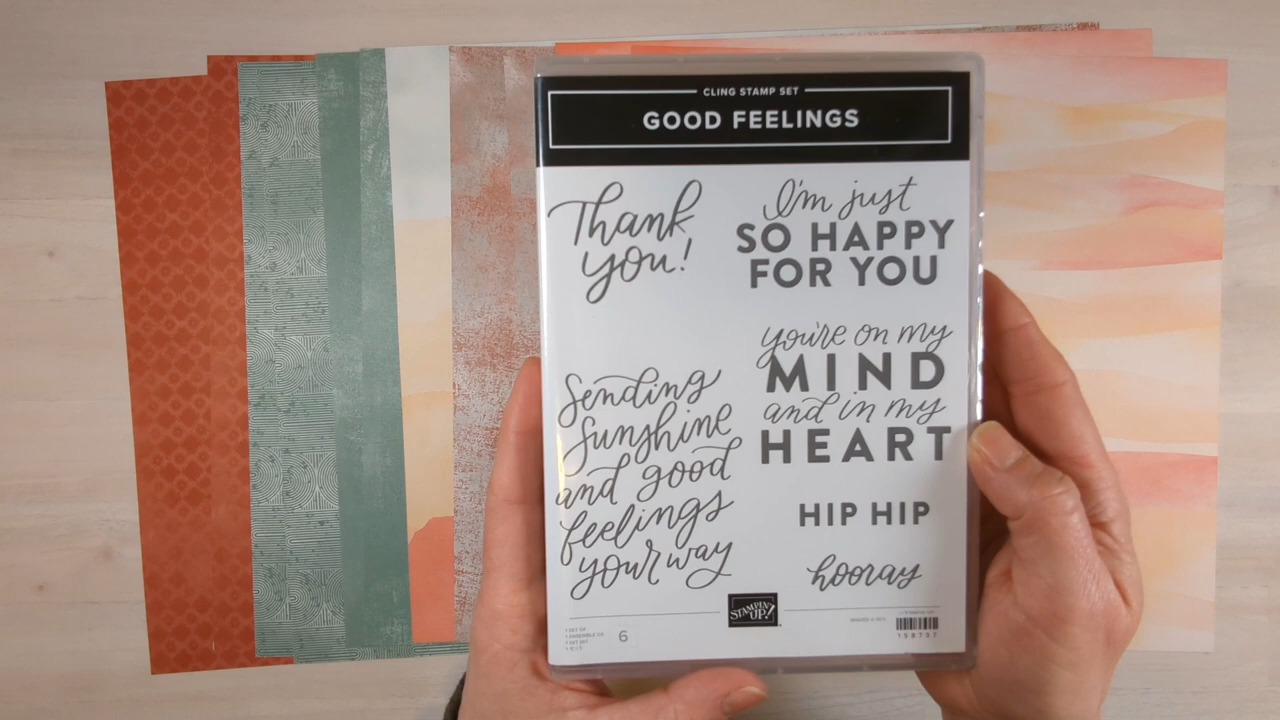 CLING STAMP SET
GOOD FEELINGS
Thank
you!
I'm just
SO HAPPY
FOR YOU
you're on my
MIND
and in my
HEART
Sending
Sunshine
and good
feelings
your way
HIP HIP
hooray
STAMPIN' UP!
6
158737